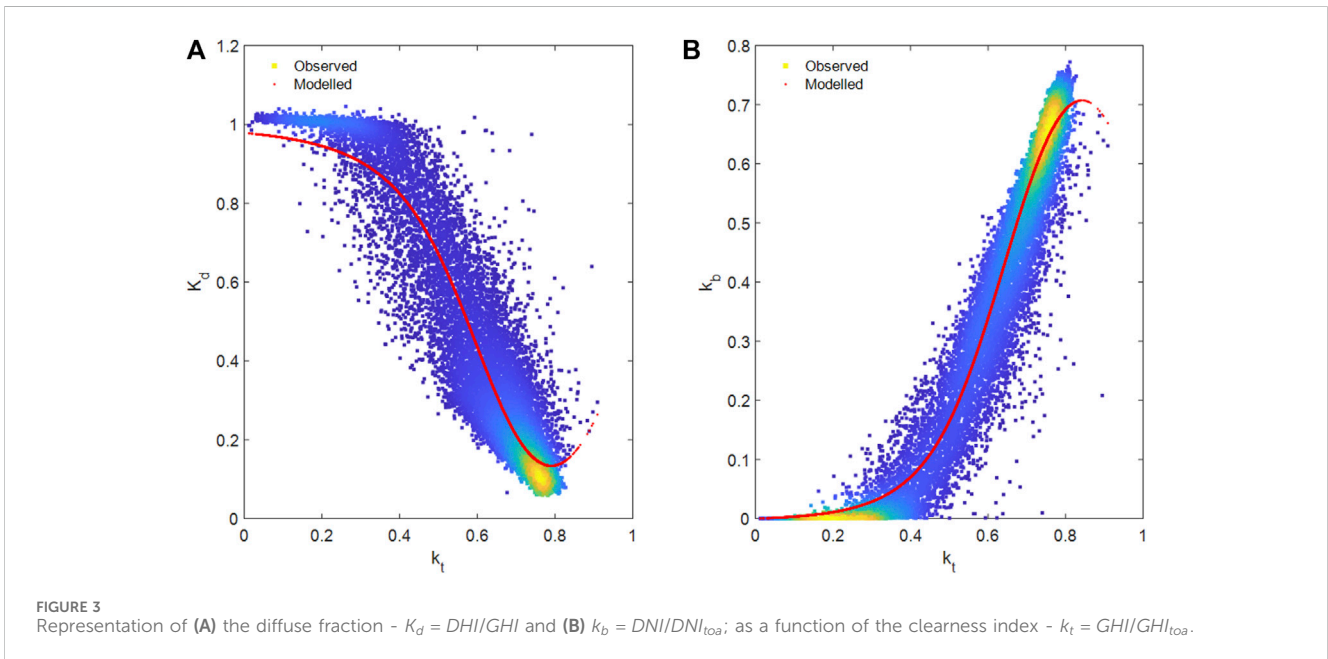 A
1.2
1
0.8
0.6
0.4
0.2
0
0 0.2 0.4 0.6 0.8 1
K_d
k_t
Observed
Modelled
B
0.8
0.7
0.6
0.5
0.4
0.3
0.2
0.1
0
0 0.2 0.4 0.6 0.8 1
k_b
k_t
Observed
Modelled
FIGURE 3
Representation of (A) the diffuse fraction - K_d = DHI/GHI and (B) k_b = DNI/DNI_toa; as a function of the clearness index - k_t = GHI/GHI_toa.